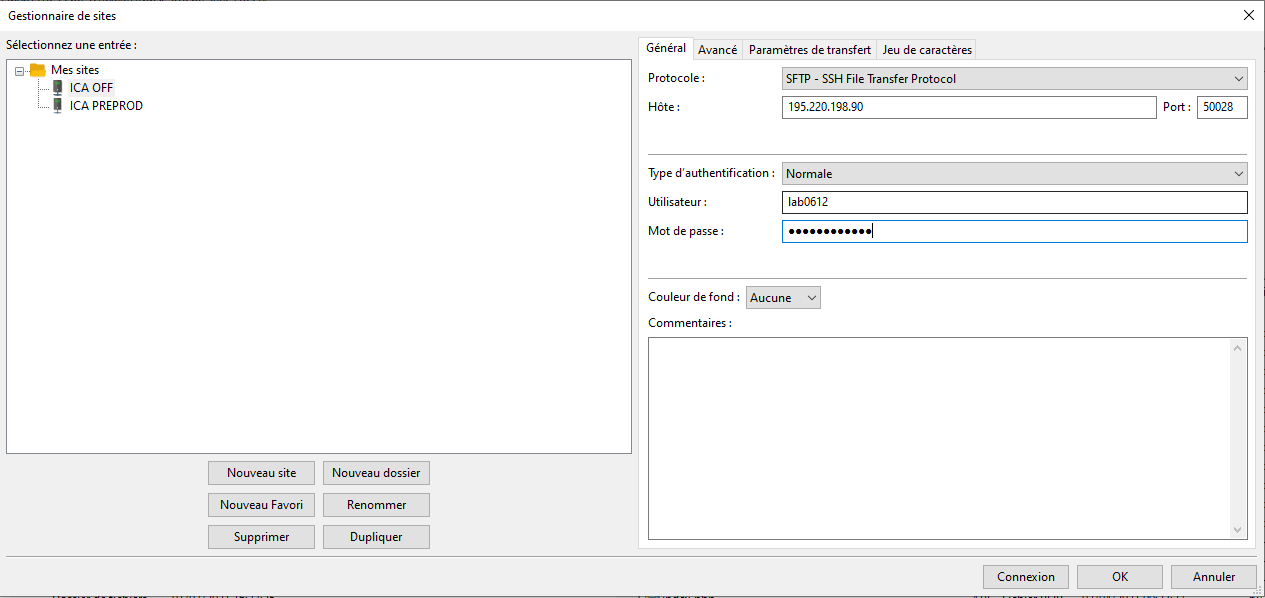 Gestionnaire de sites
Sélectionnez une entrée :
Mes sites
ICA OFF
ICA PREPROD
Nouveau site Nouveau dossier
Nouveau Favori Renommer
Supprimer Dupliquer
Général Avancé Paramètres de transfert Jeu de caractères
Protocole : SFTP - SSH File Transfer Protocol
Hôte : 195.220.198.90 Port : 50028
Type d'authentification : Normale
Utilisateur : lab0612
Mot de passe : ••••••••••••
Couleur de fond : Aucune
Commentaires :
Connexion OK Annuler